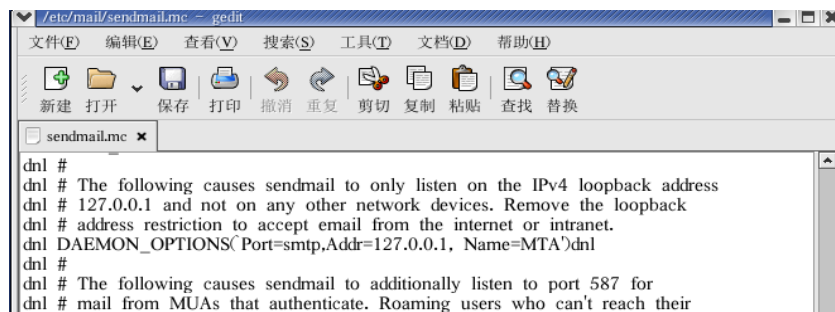 /etc/mail/sendmail.mc - gedit
文件(F) 编辑(E) 查看(V) 搜索(S) 工具(T) 文档(D) 帮助(H)
新建 打开 保存 打印 撤消 重复 剪切 复制 粘贴 查找 替换
sendmail.mc
dnl #
dnl # The following causes sendmail to only listen on the IPv4 loopback address
dnl # 127.0.0.1 and not on any other network devices. Remove the loopback
dnl # address restriction to accept email from the internet or intranet.
dnl DAEMON_OPTIONS(`Port=smtp,Addr=127.0.0.1, Name=MTA')dnl
dnl #
dnl # The following causes sendmail to additionally listen to port 587 for
dnl # mail from MUAs that authenticate. Roaming users who can't reach their